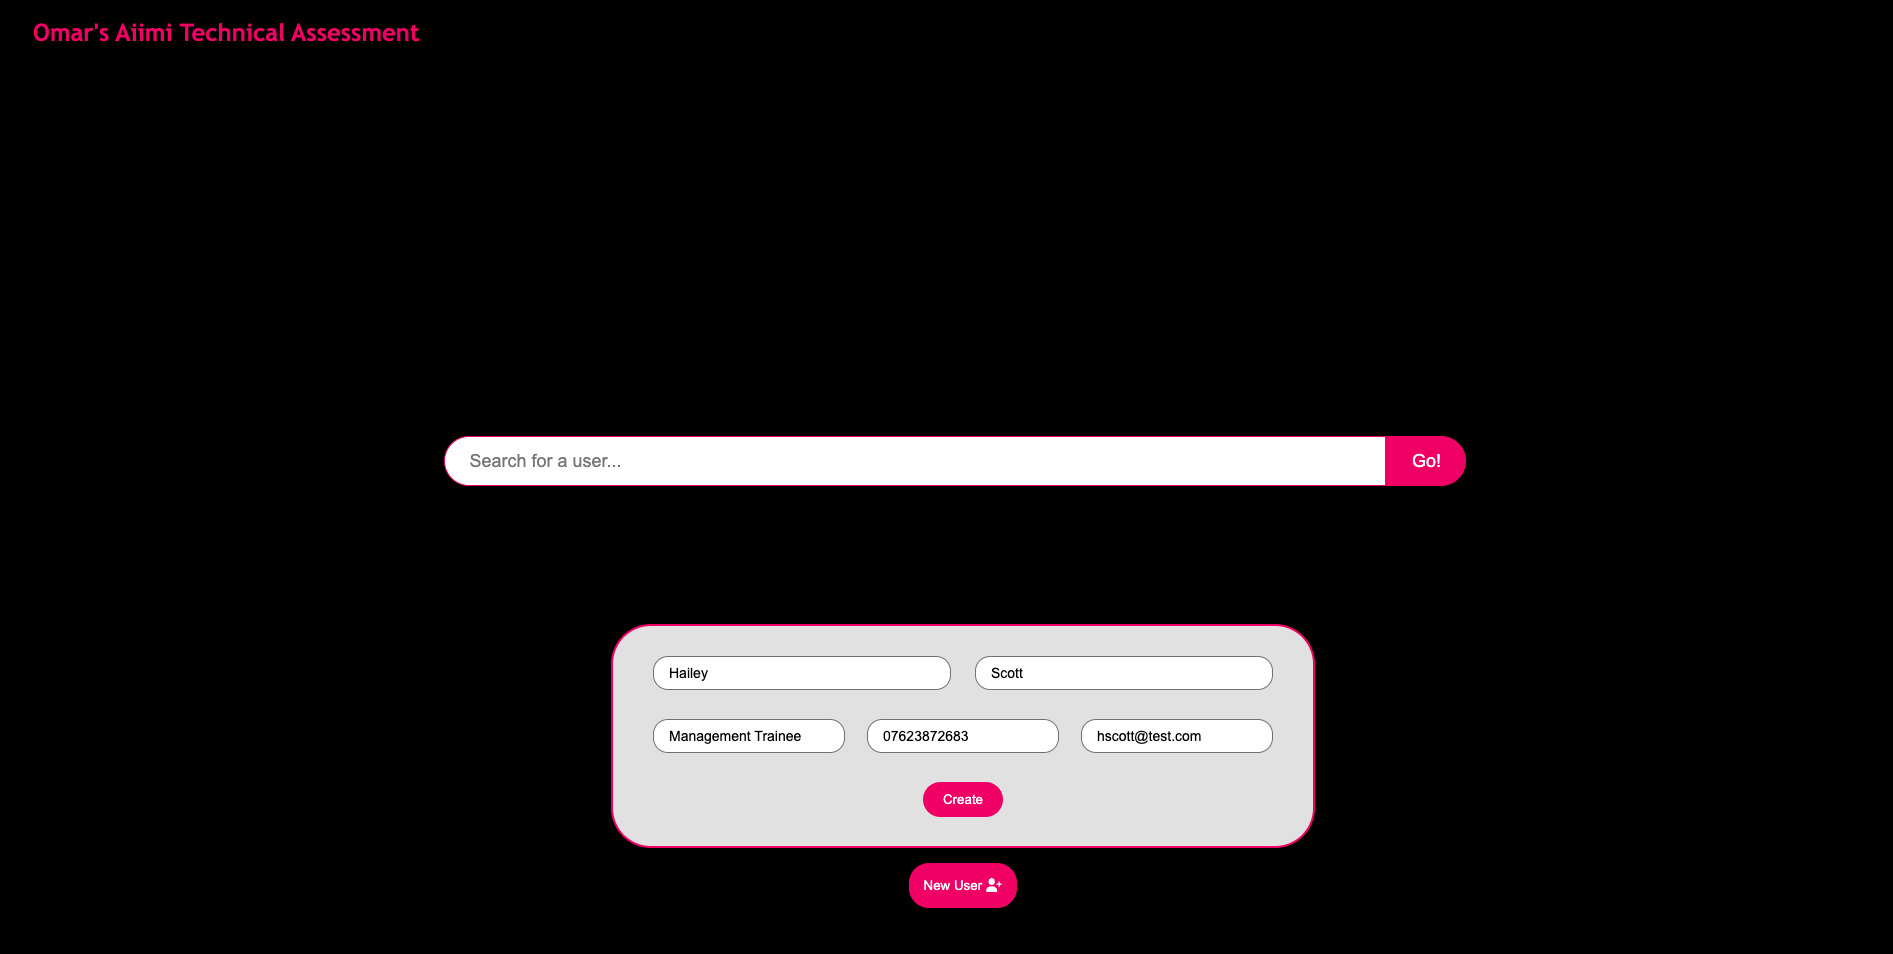 Omar's Aiimi Technical Assessment
Search for a user... Go!
Hailey Scott
Management Trainee 07623872683 hscott@test.com
Create
New User